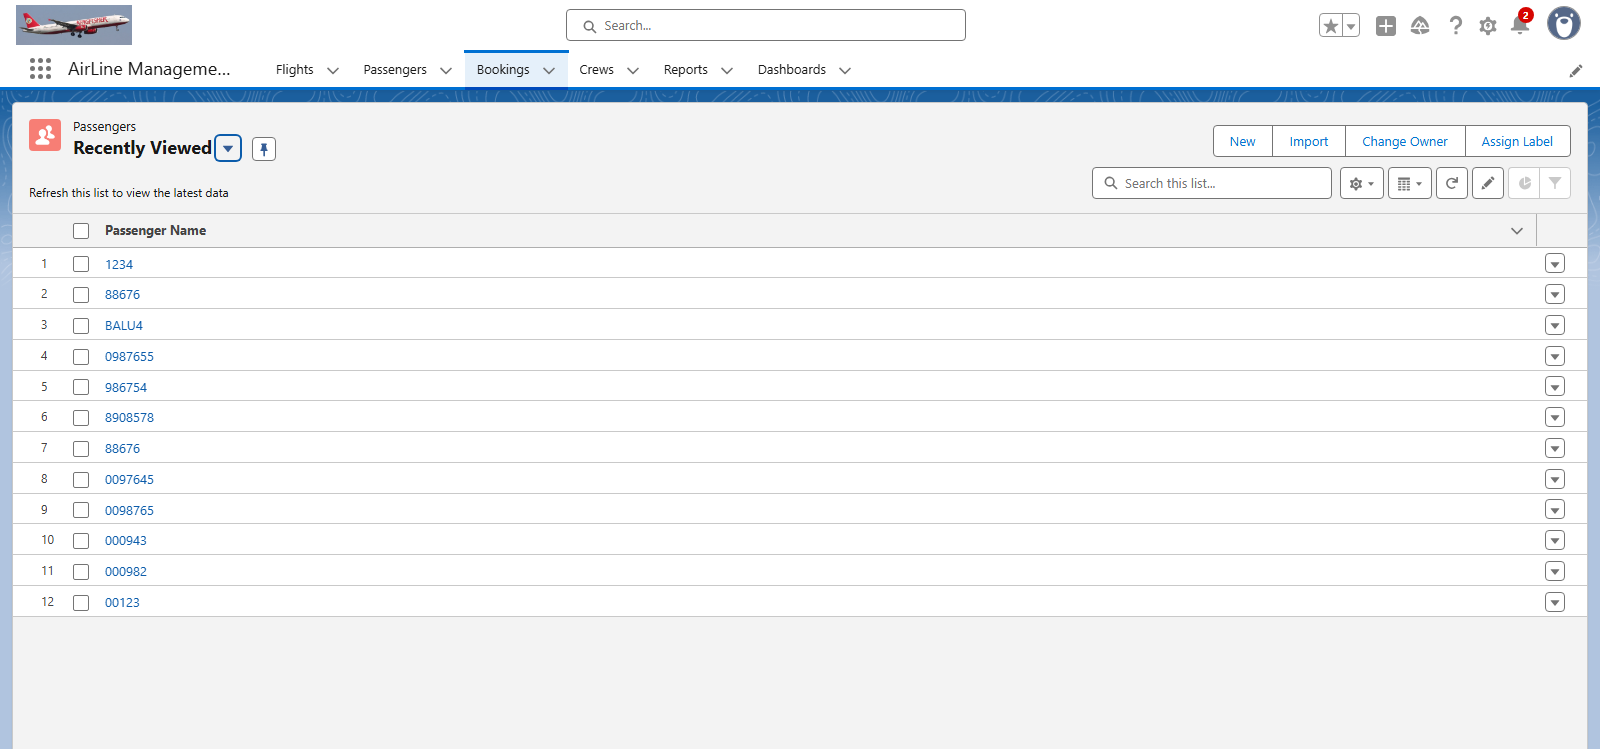 Search...
2
AirLine Manageme...
Flights Passengers Bookings Crews Reports Dashboards
Passengers
Recently Viewed
New Import Change Owner Assign Label
Refresh this list to view the latest data
Search this list...
Passenger Name
1 1234
2 88676
3 BALU4
4 0987655
5 986754
6 8908578
7 88676
8 0097645
9 0098765
10 000943
11 000982
12 00123